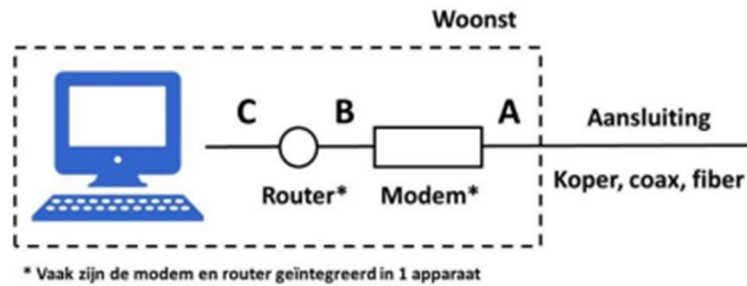 Woonst
C B A
Aansluiting
Router* Modem*
Koper, coax, fiber
* Vaak zijn de modem en router geïntegreerd in 1 apparaat